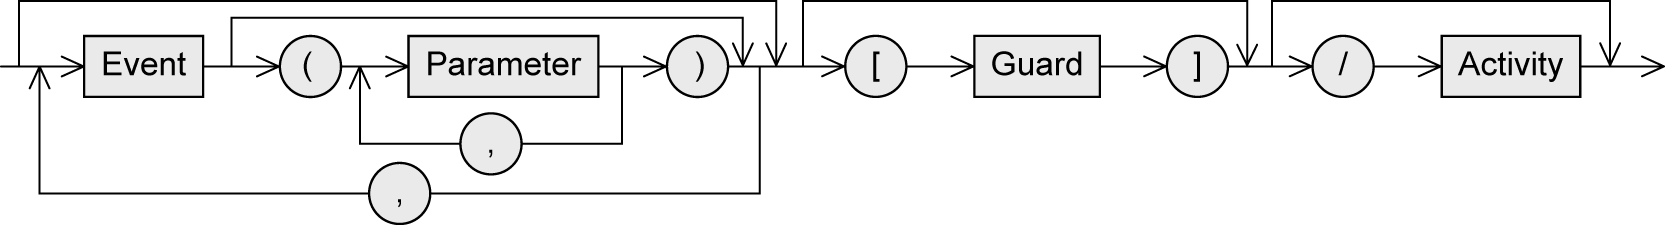 Event ( Parameter ) [ Guard ] / Activity
,
,